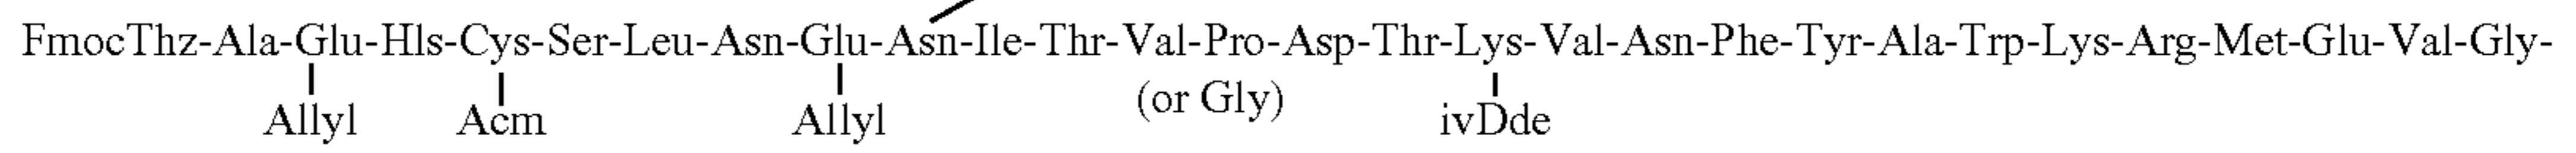 FmocThz-Ala-Glu-Hls-Cys-Ser-Leu-Asn-Glu-Asn-Ile-Thr-Val-Pro-Asp-Thr-Lys-Val-Asn-Phe-Tyr-Ala-Trp-Lys-Arg-Met-Glu-Val-Gly-
(or Gly)
Allyl Acm Allyl ivDde